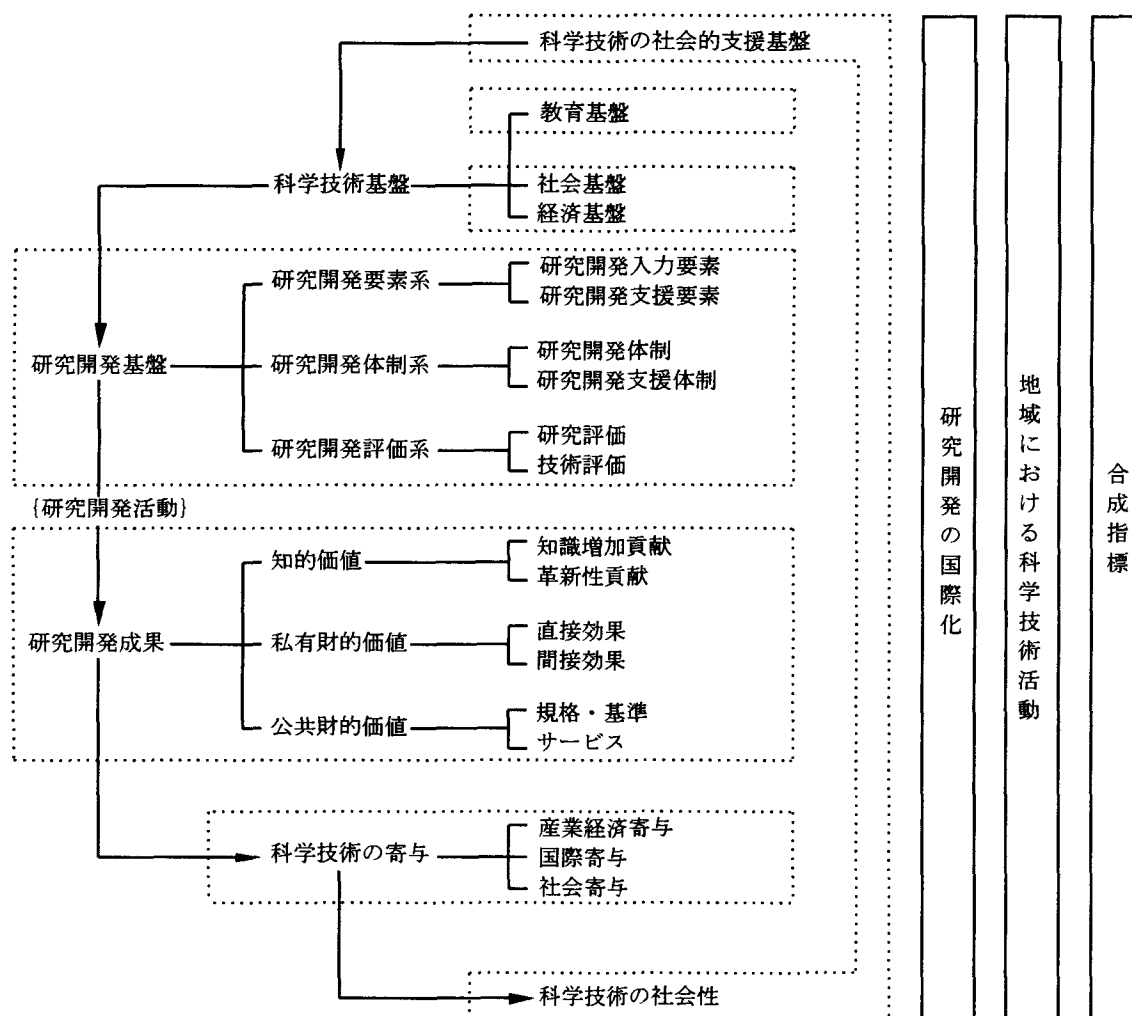 科学技術の社会的支援基盤
教育基盤
科学技術基盤
社会基盤
経済基盤
研究開発要素系
研究開発入力要素
研究開発支援要素
研究開発基盤
研究開発体制系
研究開発体制
研究開発支援体制
研究開発評価系
研究評価
技術評価
{研究開発活動}
知的価値
知識増加貢献
革新性貢献
研究開発成果
私有財的価値
直接効果
間接効果
公共財的価値
規格・基準
サービス
科学技術の寄与
産業経済寄与
国際寄与
社会寄与
科学技術の社会性
研究開発の国際化
地域における科学技術活動
合成指標